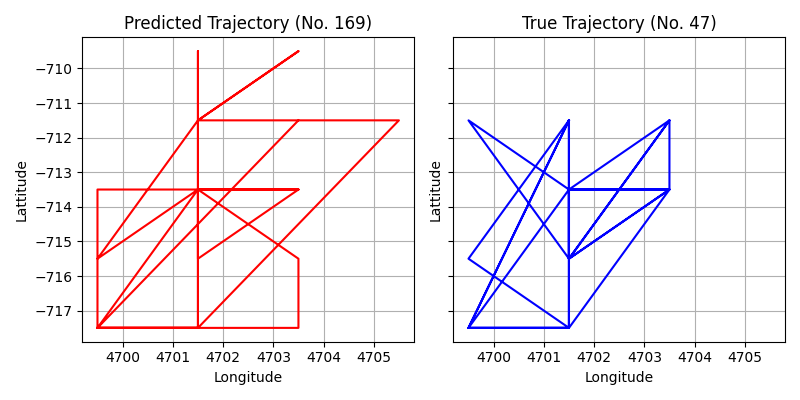 Predicted Trajectory (No. 169)
True Trajectory (No. 47)
−710
−711
−712
−713
−714
−715
−716
−717
Lattitude
Lattitude
4700 4701 4702 4703 4704 4705
4700 4701 4702 4703 4704 4705
Longitude
Longitude